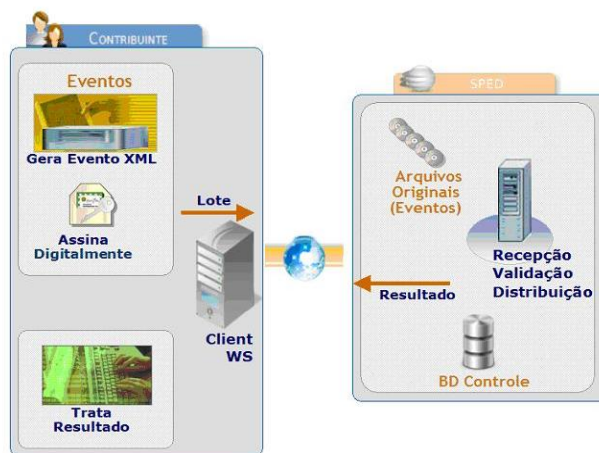 CONTRIBUINTE
Eventos
Gera Evento XML
Assina
Digitalmente
Lote
Client
WS
Trata
Resultado
SPED
Arquivos
Originais
(Eventos)
Recepção
Validação
Distribuição
Resultado
BD Controle